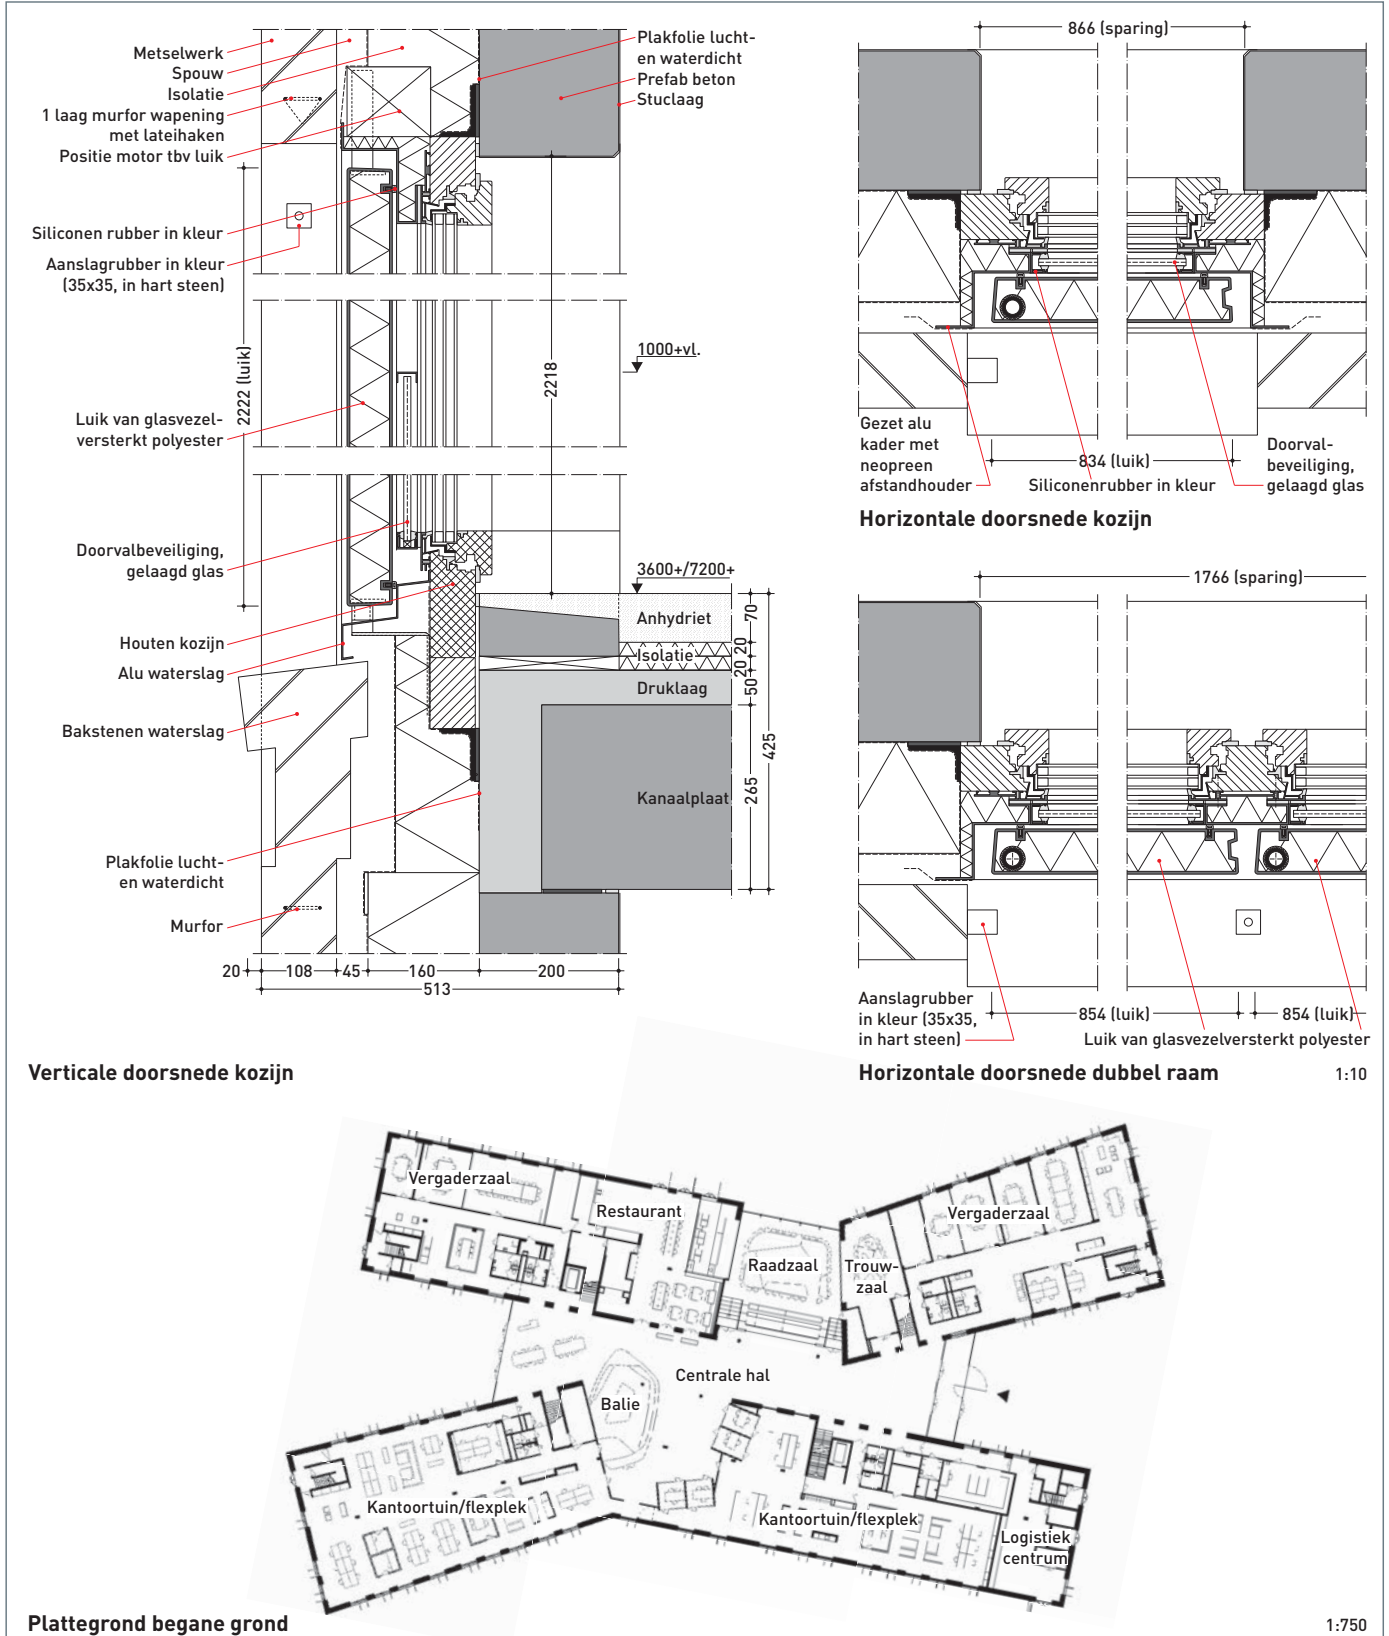 Metselwerk
Spouw
Isolatie
1 laag murfor wapening
met lateihaken
Positie motor tbv luik
2222 (luik)
Siliconen rubber in kleur
Aanslagrubber in kleur
(35x35, in hart steen)
Luik van glasvezel-
versterkt polyester
Doorvalbeveiliging,
gelaagd glas
Houten kozijn
Alu waterslag
Bakstenen waterslag
Plakfolie lucht-
en waterdicht
Murfor
Plakfolie lucht-
en waterdicht
Prefab beton
Stuclaag
2218
1000+vl.
3600+/7200+
Anhydriet
Isolatie
Druklaag
Kanaalplaat
70
20
20
50
265
425
20
108
45
160
200
513
Verticale doorsnede kozijn
866 (sparing)
Gezet alu
kader met
neopreen
afstandhouder
834 (luik)
Siliconenrubber in kleur
Doorval-
beveiliging,
gelaagd glas
Horizontale doorsnede kozijn
1766 (sparing)
Aanslagrubber
in kleur (35x35,
in hart steen)
854 (luik)
854 (luik)
Luik van glasvezelversterkt polyester
Horizontale doorsnede dubbel raam
1:10
Vergaderzaal
Restaurant
Raadzaal
Trouw-
zaal
Vergaderzaal
Centrale hal
Balie
Kantoortuin/flexplek
Kantoortuin/flexplek
Logistiek
centrum
Plattegrond begane grond
1:750